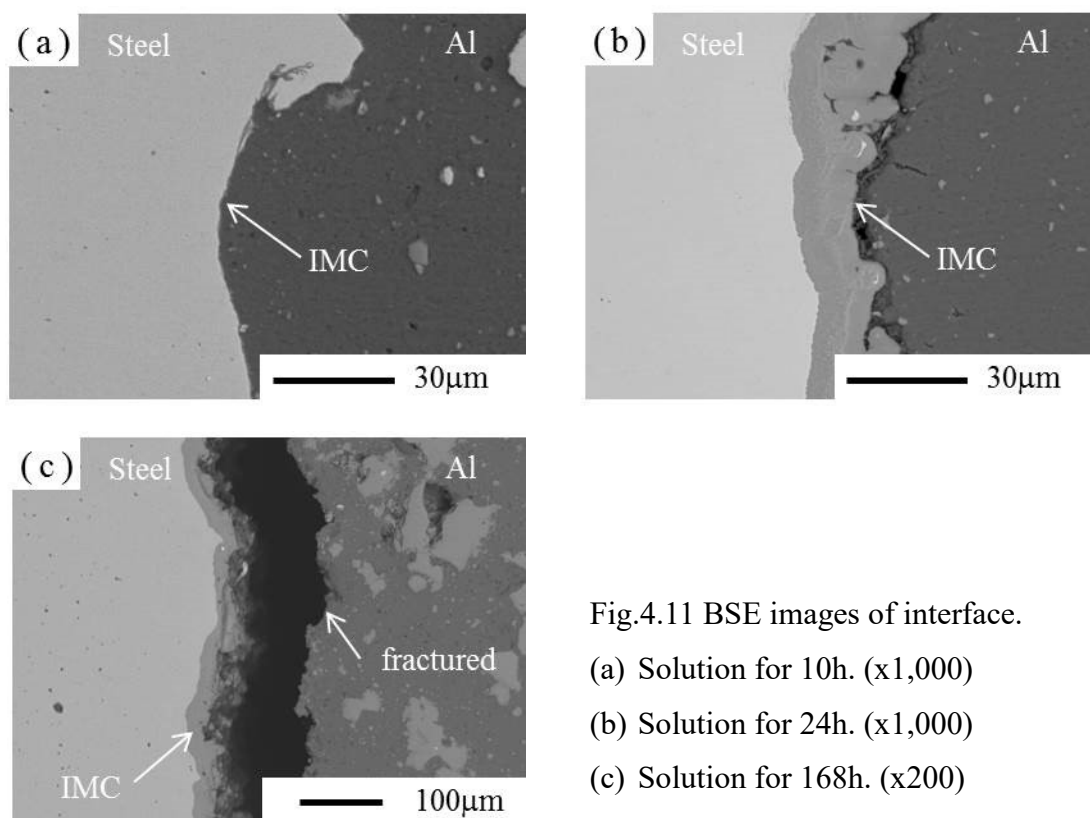 (a) Steel Al
IMC
30μm
(b) Steel Al
IMC
30μm
(c) Steel Al
fractured
IMC
100μm
Fig.4.11 BSE images of interface.
(a) Solution for 10h. (x1,000)
(b) Solution for 24h. (x1,000)
(c) Solution for 168h. (x200)